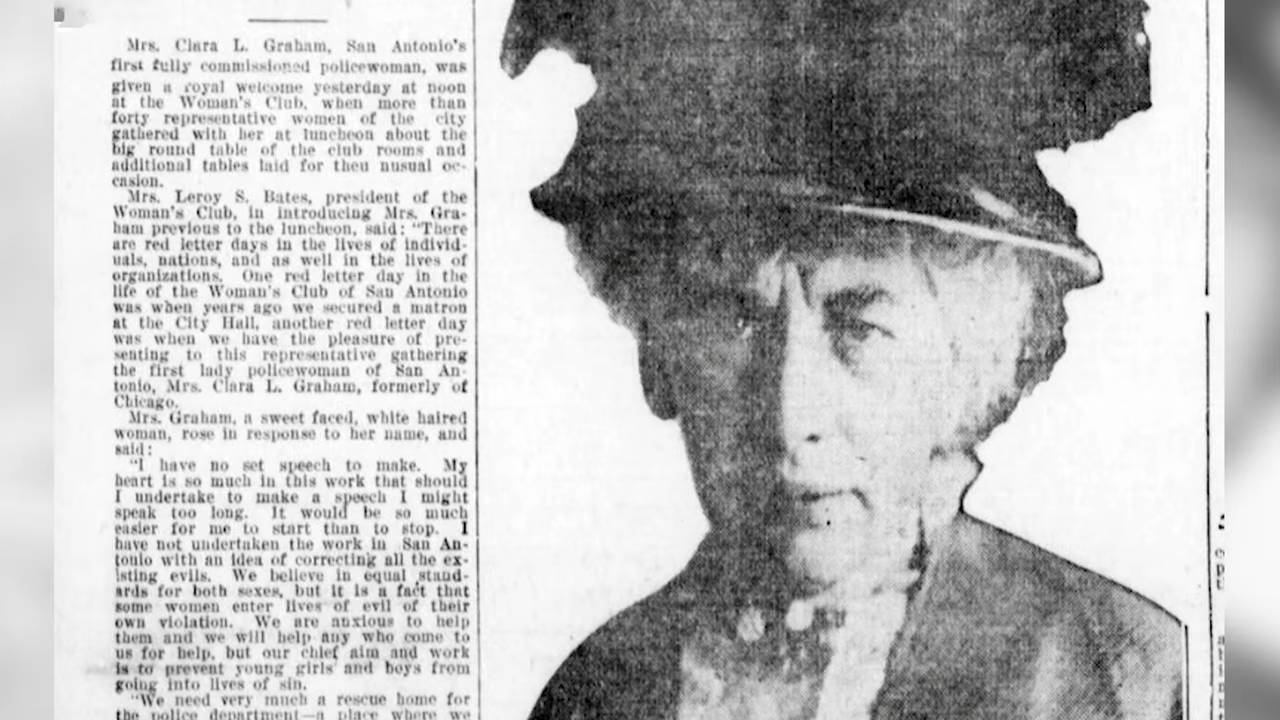 Mrs. Clara L. Graham, San Antonio's
first fully commissioned policewoman, was
given a royal welcome yesterday at noon
at the Woman's Club, when more than
forty representative women of the city
gathered with her at luncheon about the
big round table of the club rooms and
additional tables laid for theu nusual oc-
casion.
Mrs. Leroy S. Bates, president of the
Woman's Club, in introducing Mrs. Gra-
ham previous to the luncheon, said: "There
are red letter days in the lives of individ-
uals, nations, and as well in the lives of
organizations. One red letter day in the
life of the Woman's Club of San Antonio
was when years ago we secured a matron
at the City Hall, another red letter day
was when we have the pleasure of pre-
senting to this representative gathering
the first lady policewoman of San An-
tonio, Mrs. Clara L. Graham, formerly of
Chicago.
Mrs. Graham, a sweet faced, white haired
woman, rose in response to her name, and
said:
"I have no set speech to make. My
heart is so much in this work that should
I undertake to make a speech I might
speak too long. It would be so much
easier for me to start than to stop. I
have not undertaken the work in San An-
tonio with an idea of correcting all the ex-
isting evils. We believe in equal stand-
ards for both sexes, but it is a fact that
some women enter lives of evil of their
own violation. We are anxious to help
them and we will help any who come to
us for help, but our chief aim and work
is to prevent young girls and boys from
going into lives of sin.
"We need very much a rescue home for
the police department—a place where we